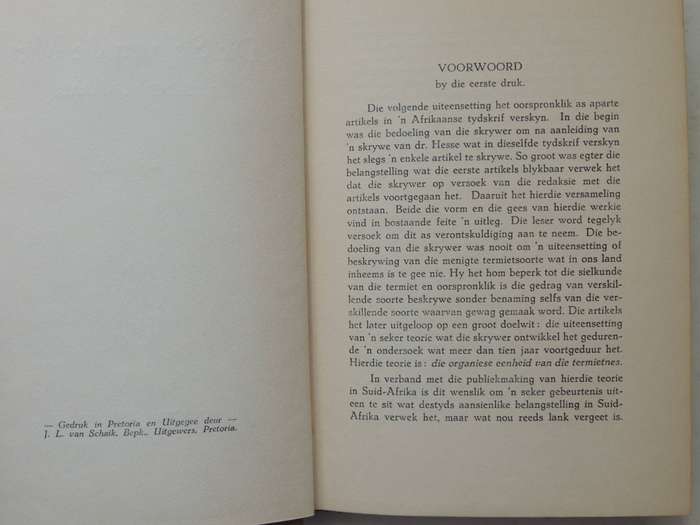 — Gedruk in Pretoria en Uitgegee deur —
J. L. van Schaik, Bepk., Uitgewers, Pretoria.
VOORWOORD
by die eerste druk.
Die volgende uiteensetting het oorspronklik as aparte
artikels in 'n Afrikaanse tydskrif verskyn. In die begin
was die bedoeling van die skrywer om na aanleiding van
'n skrywe van dr. Hesse wat in dieselfde tydskrif verskyn
het slegs 'n enkele artikel te skrywe. So groot was egter die
belangstelling wat die eerste artikels blykbaar verwek het
dat die skrywer op versoek van die redaksie met die
artikels voortgegaan het. Daaruit het hierdie versameling
ontstaan. Beide die vorm en die gees van hierdie werkie
vind in bostaande feite 'n uitleg. Die leser word tegelyk
versoek om dit as verontskuldiging aan te neem. Die be-
doeling van die skrywer was nooit om 'n uiteensetting of
beskrywing van die menigte termietsoorte wat in ons land
inheems is te gee nie. Hy het hom beperk tot die sielkunde
van die termiet en oorspronklik is die gedrag van verskil-
lende soorte beskrywe sonder benaming selfs van die ver-
skillende soorte waarvan gewag gemaak word. Die artikels
het later uitgeloop op een groot doelwit: die uiteensetting
van 'n seker teorie wat die skrywer ontwikkel het geduren-
de 'n ondersoek wat meer dan tien jaar voortgeduur het.
Hierdie teorie is: die organiese eenheid van die termietnes.
In verband met die publiekmaking van hierdie teorie
in Suid-Afrika is dit wenslik om 'n seker gebeurtenis uit-
een te sit wat destyds aansienlike belangstelling in Suid-
Afrika verwek het, maar wat nou reeds lank vergeet is.